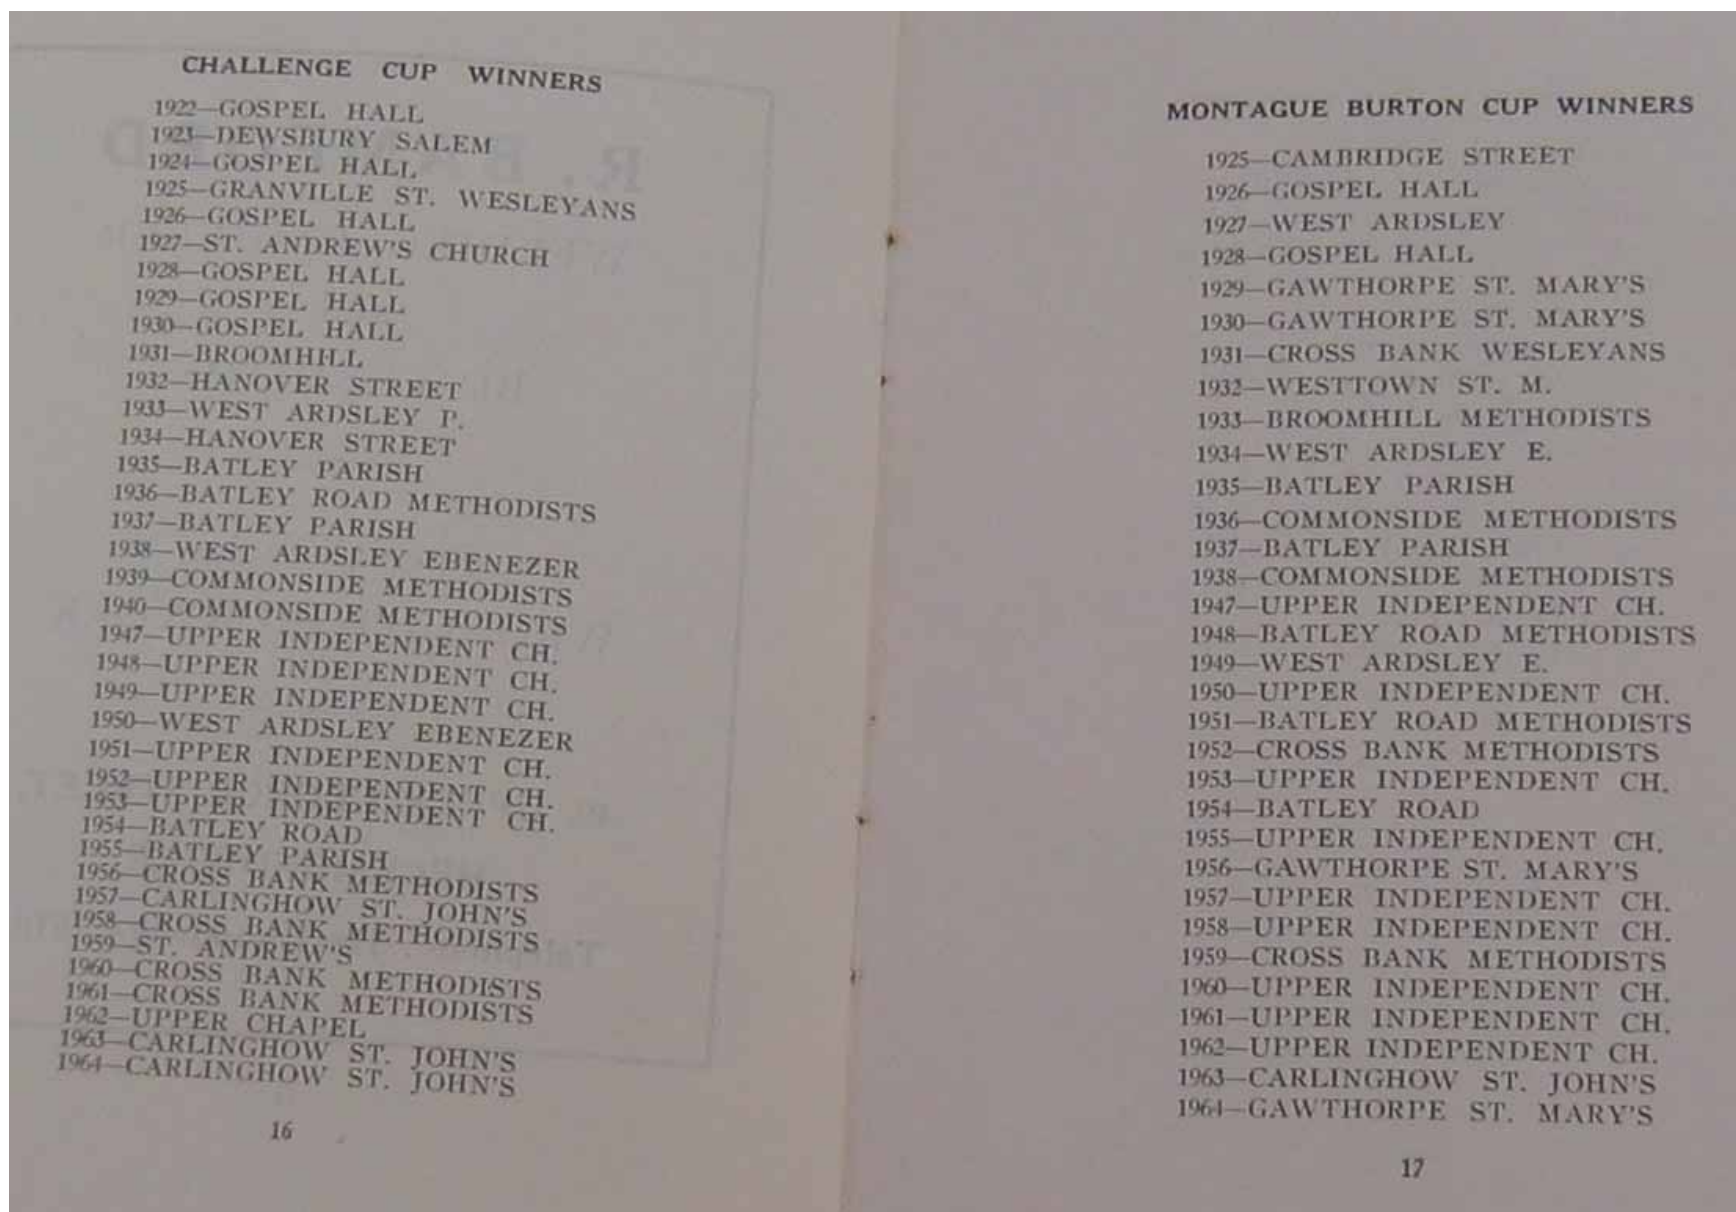 CHALLENGE CUP WINNERS
1922—GOSPEL HALL
1923—DEWSBURY SALEM
1924—GOSPEL HALL
1925—GRANVILLE ST. WESLEYANS
1926—GOSPEL HALL
1927—ST. ANDREW'S CHURCH
1928—GOSPEL HALL
1929—GOSPEL HALL
1930—GOSPEL HALL
1931—BROOMHILL
1932—HANOVER STREET
1933—WEST ARDSLEY P.
1934—HANOVER STREET
1935—BATLEY PARISH
1936—BATLEY ROAD METHODISTS
1937—BATLEY PARISH
1938—WEST ARDSLEY EBENEZER
1939—COMMONSIDE METHODISTS
1940—COMMONSIDE METHODISTS
1947—UPPER INDEPENDENT CH.
1948—UPPER INDEPENDENT CH.
1949—UPPER INDEPENDENT CH.
1950—WEST ARDSLEY EBENEZER
1951—UPPER INDEPENDENT CH.
1952—UPPER INDEPENDENT CH.
1953—UPPER INDEPENDENT CH.
1954—BATLEY ROAD
1955—BATLEY PARISH
1956—CROSS BANK METHODISTS
1957—CARLINGHOW ST. JOHN'S
1958—CROSS BANK METHODISTS
1959—ST. ANDREW'S
1960—CROSS BANK METHODISTS
1961—CROSS BANK METHODISTS
1962—UPPER CHAPEL
1963—CARLINGHOW ST. JOHN'S
1964—CARLINGHOW ST. JOHN'S
16
MONTAGUE BURTON CUP WINNERS
1925—CAMBRIDGE STREET
1926—GOSPEL HALL
1927—WEST ARDSLEY
1928—GOSPEL HALL
1929—GAWTHORPE ST. MARY'S
1930—GAWTHORPE ST. MARY'S
1931—CROSS BANK WESLEYANS
1932—WESTTOWN ST. M.
1933—BROOMHILL METHODISTS
1934—WEST ARDSLEY E.
1935—BATLEY PARISH
1936—COMMONSIDE METHODISTS
1937—BATLEY PARISH
1938—COMMONSIDE METHODISTS
1947—UPPER INDEPENDENT CH.
1948—BATLEY ROAD METHODISTS
1949—WEST ARDSLEY E.
1950—UPPER INDEPENDENT CH.
1951—BATLEY ROAD METHODISTS
1952—CROSS BANK METHODISTS
1953—UPPER INDEPENDENT CH.
1954—BATLEY ROAD
1955—UPPER INDEPENDENT CH.
1956—GAWTHORPE ST. MARY'S
1957—UPPER INDEPENDENT CH.
1958—UPPER INDEPENDENT CH.
1959—CROSS BANK METHODISTS
1960—UPPER INDEPENDENT CH.
1961—UPPER INDEPENDENT CH.
1962—UPPER INDEPENDENT CH.
1963—CARLINGHOW ST. JOHN'S
1964—GAWTHORPE ST. MARY'S
17